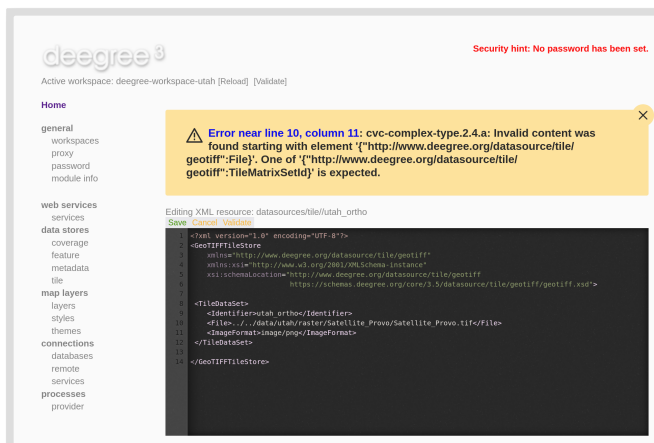 deegree 3
Security hint: No password has been set.
Active workspace: deegree-workspace-utah [Reload] [Validate]
Home
general
workspaces
proxy
password
module info
web services
services
data stores
coverage
feature
metadata
tile
map layers
layers
styles
themes
connections
databases
remote
services
processes
provider
Error near line 10, column 11: cvc-complex-type.2.4.a: Invalid content was
found starting with element '{"http://www.deegree.org/datasource/tile/
geotiff":File}'. One of '{"http://www.deegree.org/datasource/tile/
geotiff":TileMatrixSetId}' is expected.
Editing XML resource: datasources/tile//utah_ortho
Save Cancel Validate
1 <?xml version="1.0" encoding="UTF-8"?>
2 <GeoTIFFTileStore
3 xmlns="http://www.deegree.org/datasource/tile/geotiff"
4 xmlns:xsi="http://www.w3.org/2001/XMLSchema-instance"
5 xsi:schemaLocation="http://www.deegree.org/datasource/tile/geotiff
6 https://schemas.deegree.org/core/3.5/datasource/tile/geotiff/geotiff.xsd">
7
8 <TileDataSet>
9 <Identifier>utah_ortho</Identifier>
10 <File>../../data/utah/raster/Satellite_Provo/Satellite_Provo.tif</File>
11 <ImageFormat>image/png</ImageFormat>
12 </TileDataSet>
13
14 </GeoTIFFTileStore>